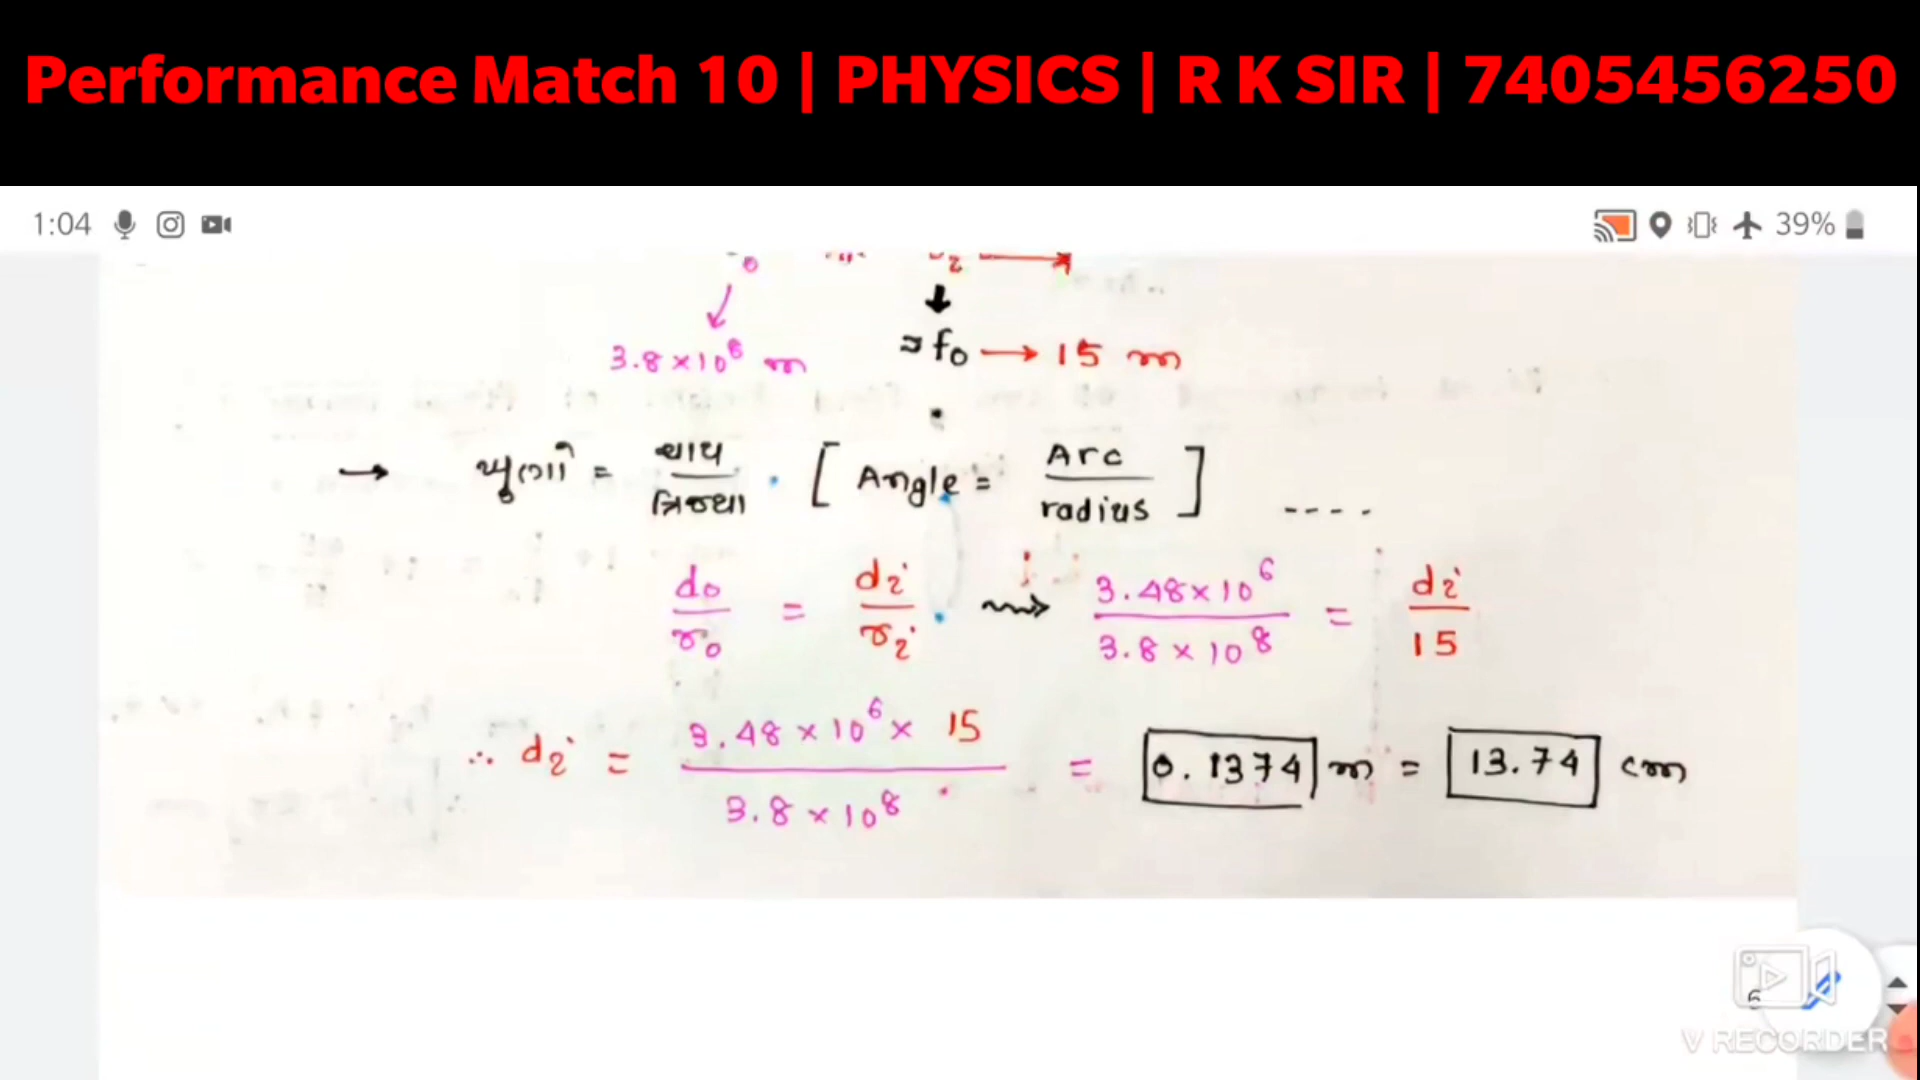 Performance Match 10 | PHYSICS | R K SIR | 7405456250
1:04 39%
3.8 × 10⁸ m ≈ f₀ → 15 m
→ ખૂણો = ચાપ / ત્રિજ્યા [ Angle = Arc / radius ] ----
d₀ / r₀ = dᵢ / rᵢ ⇝ 3.48 × 10⁶ / 3.8 × 10⁸ = dᵢ / 15
∴ dᵢ = 3.48 × 10⁶ × 15 / 3.8 × 10⁸ = 0.1374 m = 13.74 cm
V RECORDER